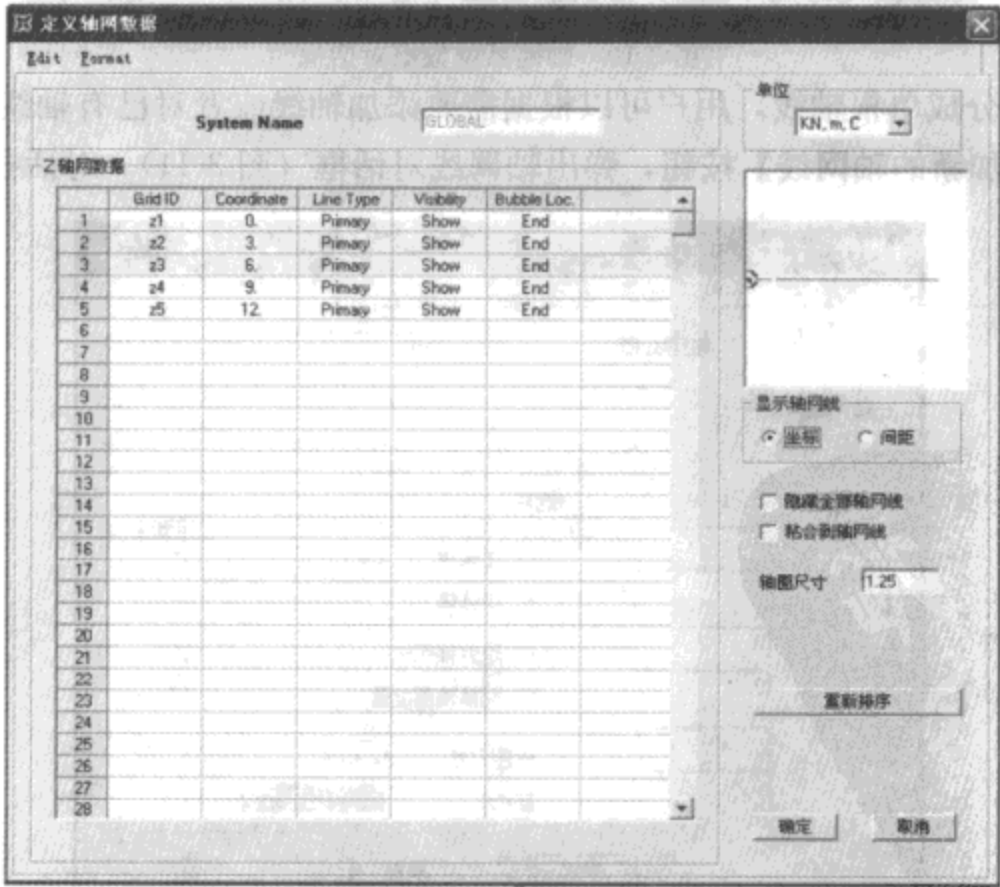 定义轴网数据
Edit Format
System Name GLOBAL
单位
KN, m, C
Z轴网数据
Grid ID Coordinate Line Type Visibility Bubble Loc.
1 z1 0. Primary Show End
2 z2 3. Primary Show End
3 z3 6. Primary Show End
4 z4 9. Primary Show End
5 z5 12. Primary Show End
6
7
8
9
10
11
12
13
14
15
16
17
18
19
20
21
22
23
24
25
26
27
28
显示轴网线
坐标 间距
隐藏全部轴网线
粘合到轴网线
轴圈尺寸 1.25
重新排序
确定 取消